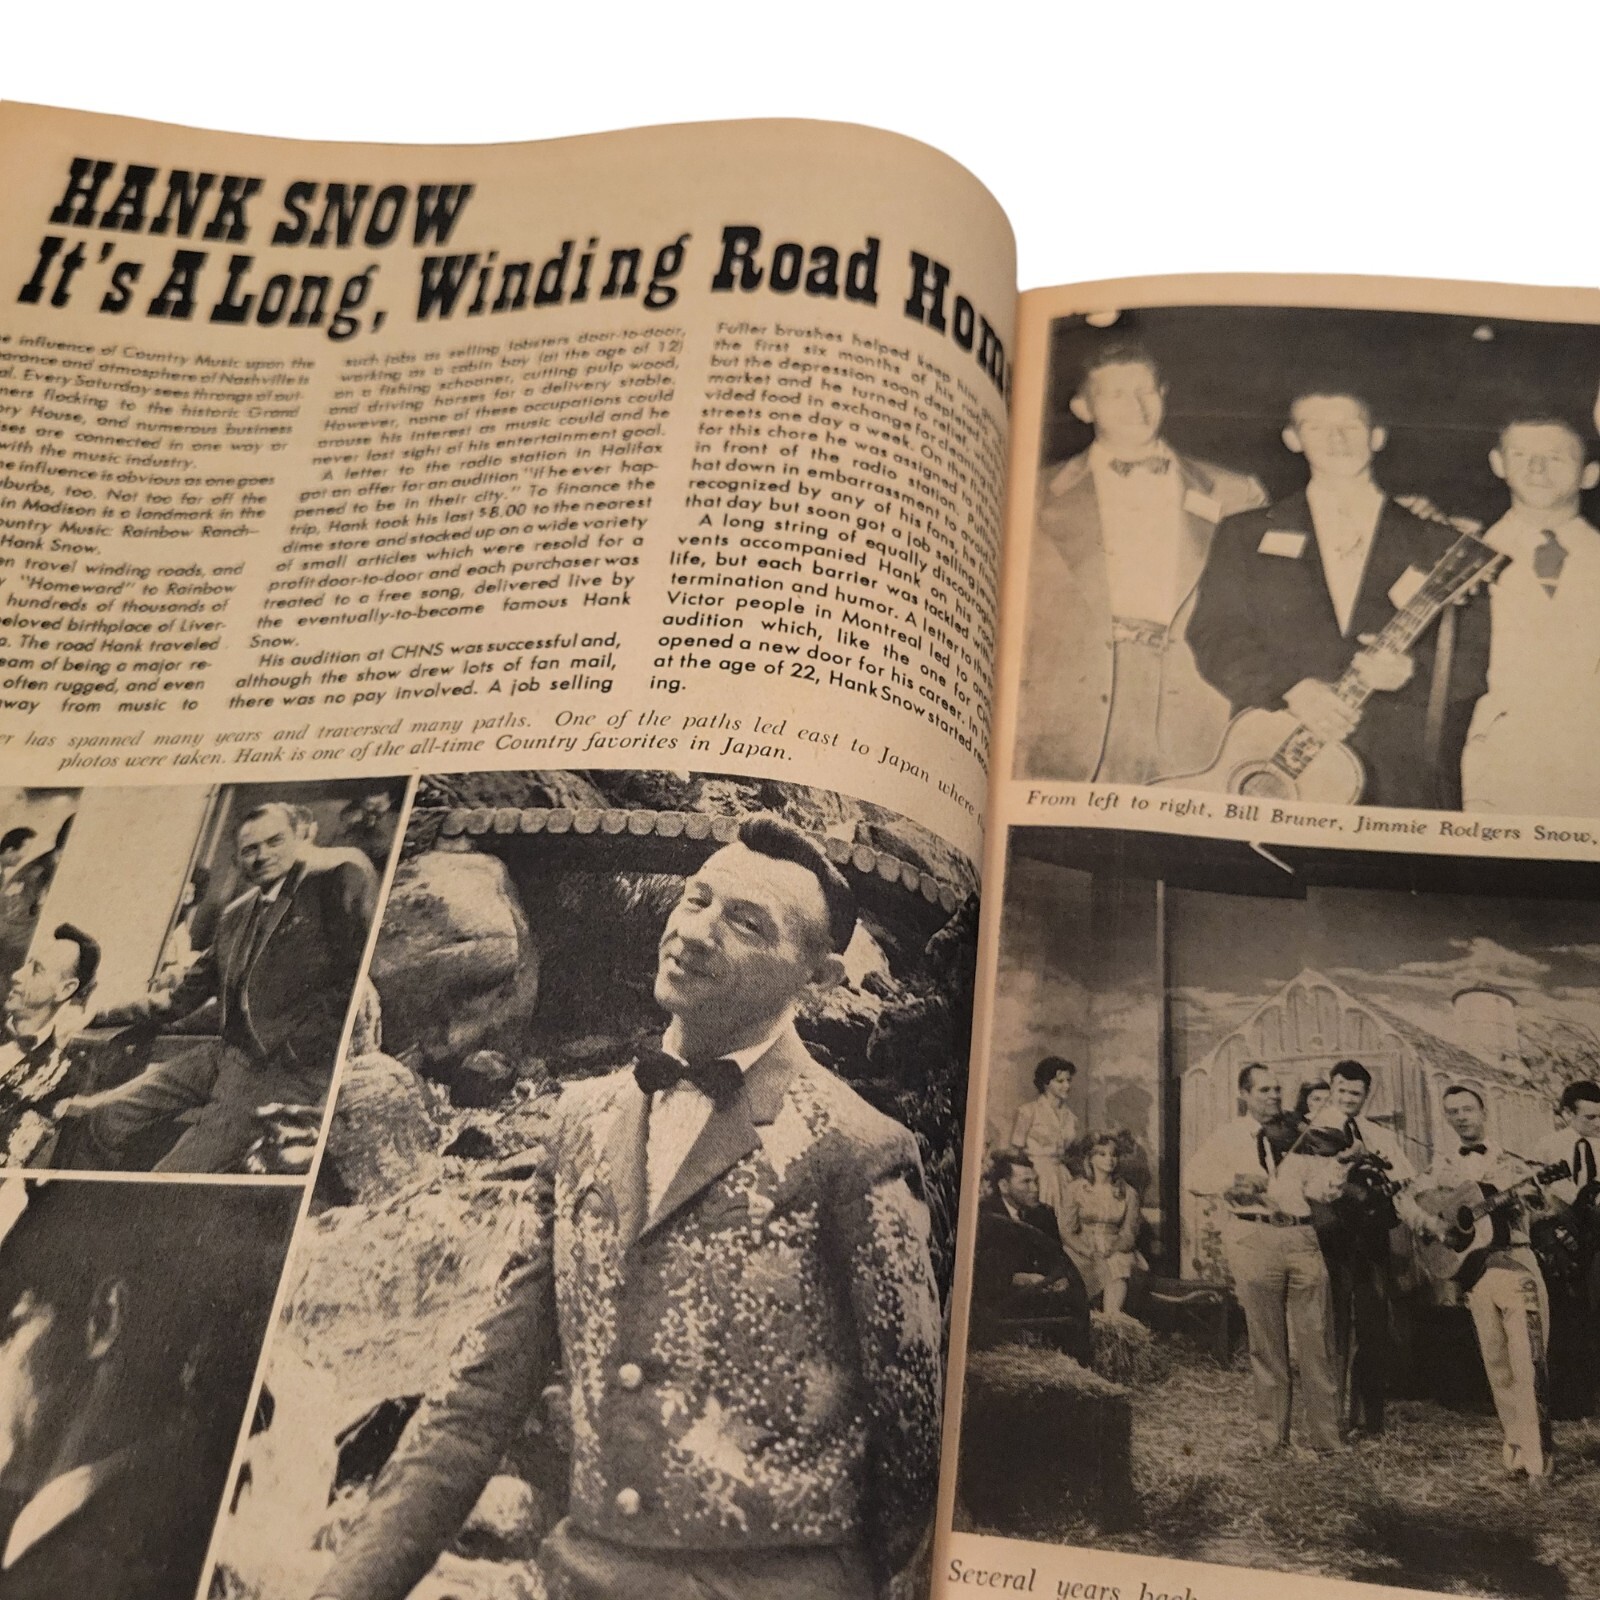 HANK SNOW
It's A Long, Winding Road Hom
influence of Country Music upon the
and atmosphere of Nashville is
Every Saturday sees throngs of out-
flocking to the historic Grand
ory House, and numerous business
are connected in one way or
with the music industry.
influence is obvious as one goes
too. Not too far off the
in Madison is a landmark in the
ountry Music: Rainbow Ranch—
Hank Snow.
travel winding roads, and
"Homeward" to Rainbow
hundreds of thousands of
eloved birthplace of Liver-
a. The road Hank traveled
eam of being a major re-
often rugged, and even
way from music to
such jobs as selling lobsters door-to-door,
working as a cabin boy (at the age of 12)
on a fishing schooner, cutting pulp wood,
and driving horses for a delivery stable.
However, none of these occupations could
arouse his interest as music could and he
never lost sight of his entertainment goal.
A letter to the radio station in Halifax
got an offer for an audition "if he ever hap-
pened to be in their city." To finance the
trip, Hank took his last $8.00 to the nearest
dime store and stocked up on a wide variety
of small articles which were resold for a
profit door-to-door and each purchaser was
treated to a free song, delivered live by
the eventually-to-become famous Hank
Snow.
His audition at CHNS was successful and,
although the show drew lots of fan mail,
there was no pay involved. A job selling
Fuller brushes helped keep him
the first six months of his
but the depression soon depleted
market and he turned to relief, which
vided food in exchange for cleaning
streets one day a week. On the first
for this chore he was assigned to the
in front of the radio station. Pulling
hat down in embarrassment to avoid
recognized by any of his fans, he
that day but soon got a job selling
A long string of equally discouraging
vents accompanied Hank on his road
life, but each barrier was tackled with
termination and humor. A letter to the
Victor people in Montreal led to
audition which, like the one for
opened a new door for his career. In
at the age of 22, Hank Snow started
ing.
er has spanned many years and traversed many paths. One of the paths led east to Japan where
photos were taken. Hank is one of the all-time Country favorites in Japan.
From left to right, Bill Bruner, Jimmie Rodgers Snow,
Several years back